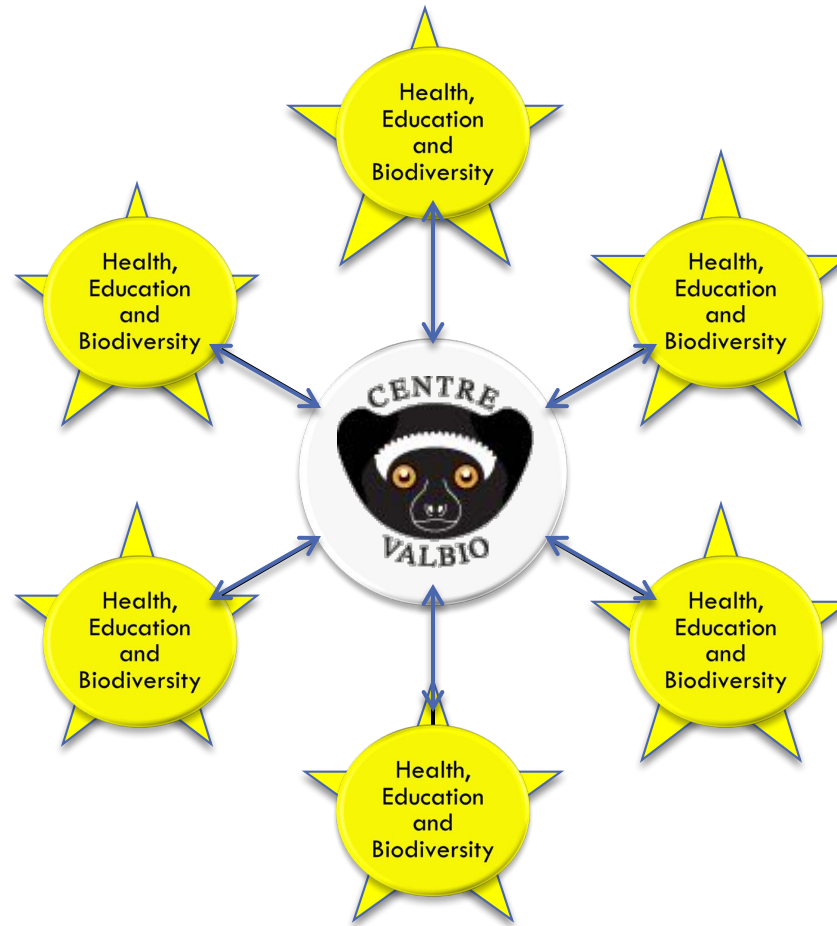 Health,
Education
and
Biodiversity
Health,
Education
and
Biodiversity
Health,
Education
and
Biodiversity
CENTRE
VALBIO
Health,
Education
and
Biodiversity
Health,
Education
and
Biodiversity
Health,
Education
and
Biodiversity